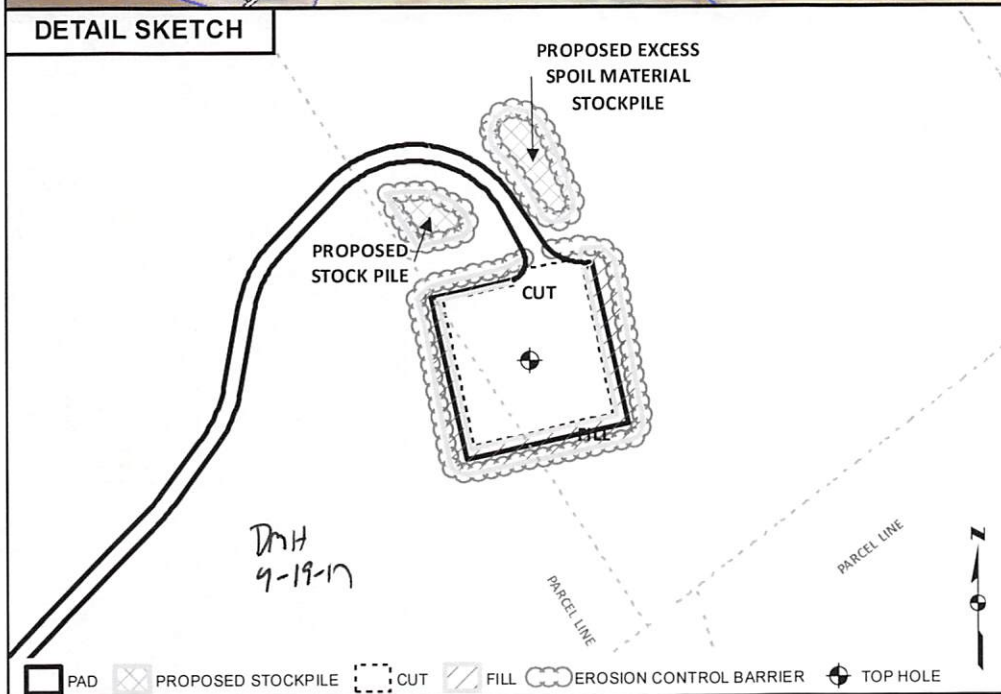 DETAIL SKETCH
PROPOSED EXCESS
SPOIL MATERIAL
STOCKPILE
PROPOSED
STOCK PILE
CUT
FILL
DMH
9-19-17
PARCEL LINE
PARCEL LINE
N
PAD PROPOSED STOCKPILE CUT FILL EROSION CONTROL BARRIER TOP HOLE